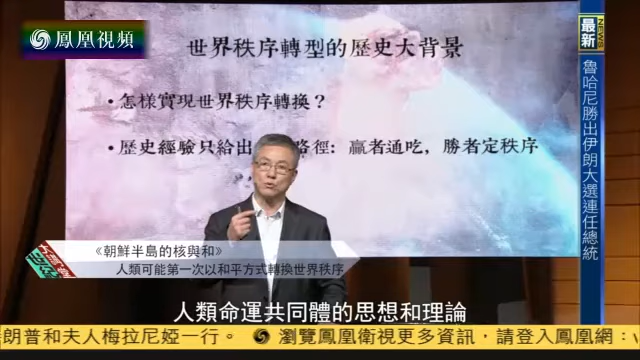 鳳凰視頻
世界秩序轉型的歷史大背景
• 怎樣實現世界秩序轉換？
• 歷史經驗只給出
路徑：贏者通吃，勝者定秩序
最新
魯哈尼勝出伊朗大選連任總統
《朝鮮半島的核與和》
人類可能第一次以和平方式轉換世界秩序
人類命運共同體的思想和理論
朗普和夫人梅拉尼婭一行。 瀏覽鳳凰衛視更多資訊，請登入鳳凰網：